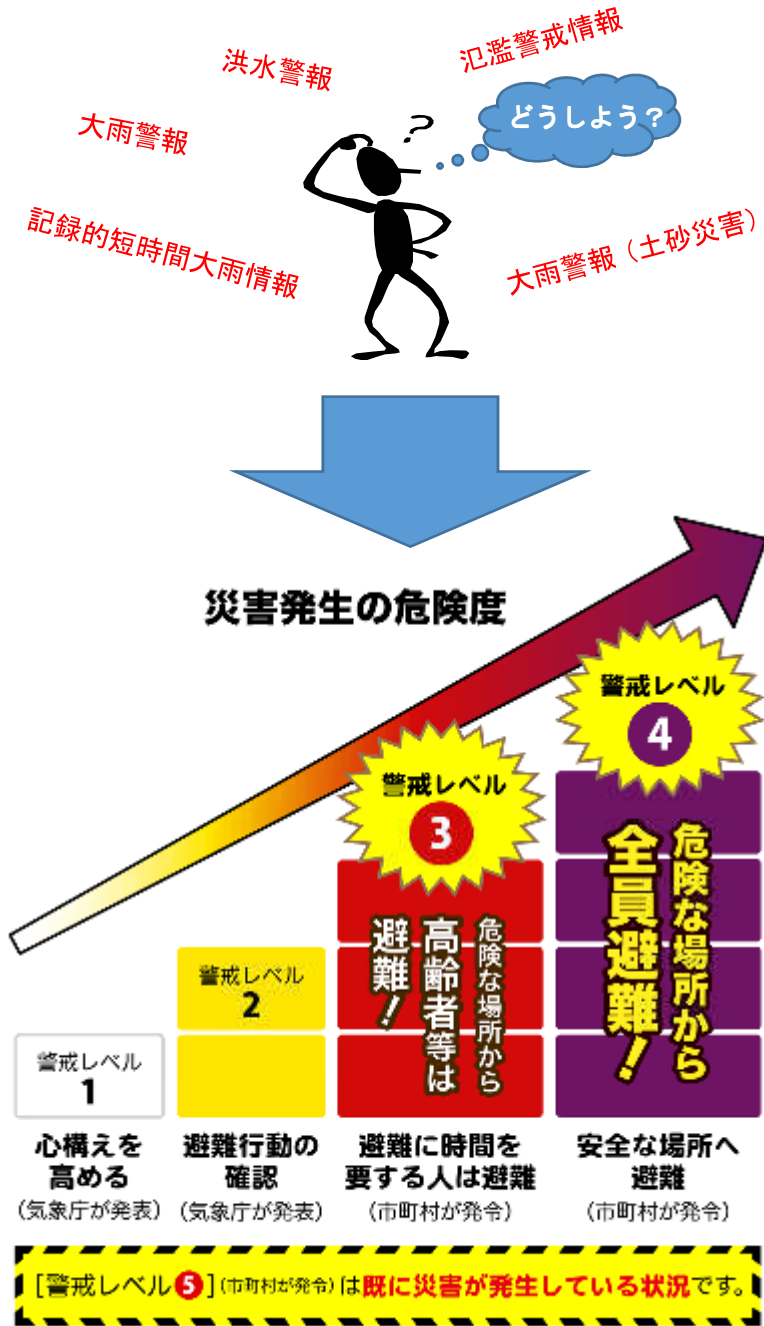 氾濫警戒情報
洪水警報
どうしよう？
大雨警報
?
記録的短時間大雨情報
大雨警報（土砂災害）
災害発生の危険度
警戒レベル
4
危険な場所から
全員避難！
警戒レベル
3
危険な場所から
高齢者等は
避難！
警戒レベル
2
警戒レベル
1
心構えを
高める
（気象庁が発表）
避難行動の
確認
（気象庁が発表）
避難に時間を
要する人は避難
（市町村が発令）
安全な場所へ
避難
（市町村が発令）
［警戒レベル5］（市町村が発令）は既に災害が発生している状況です。